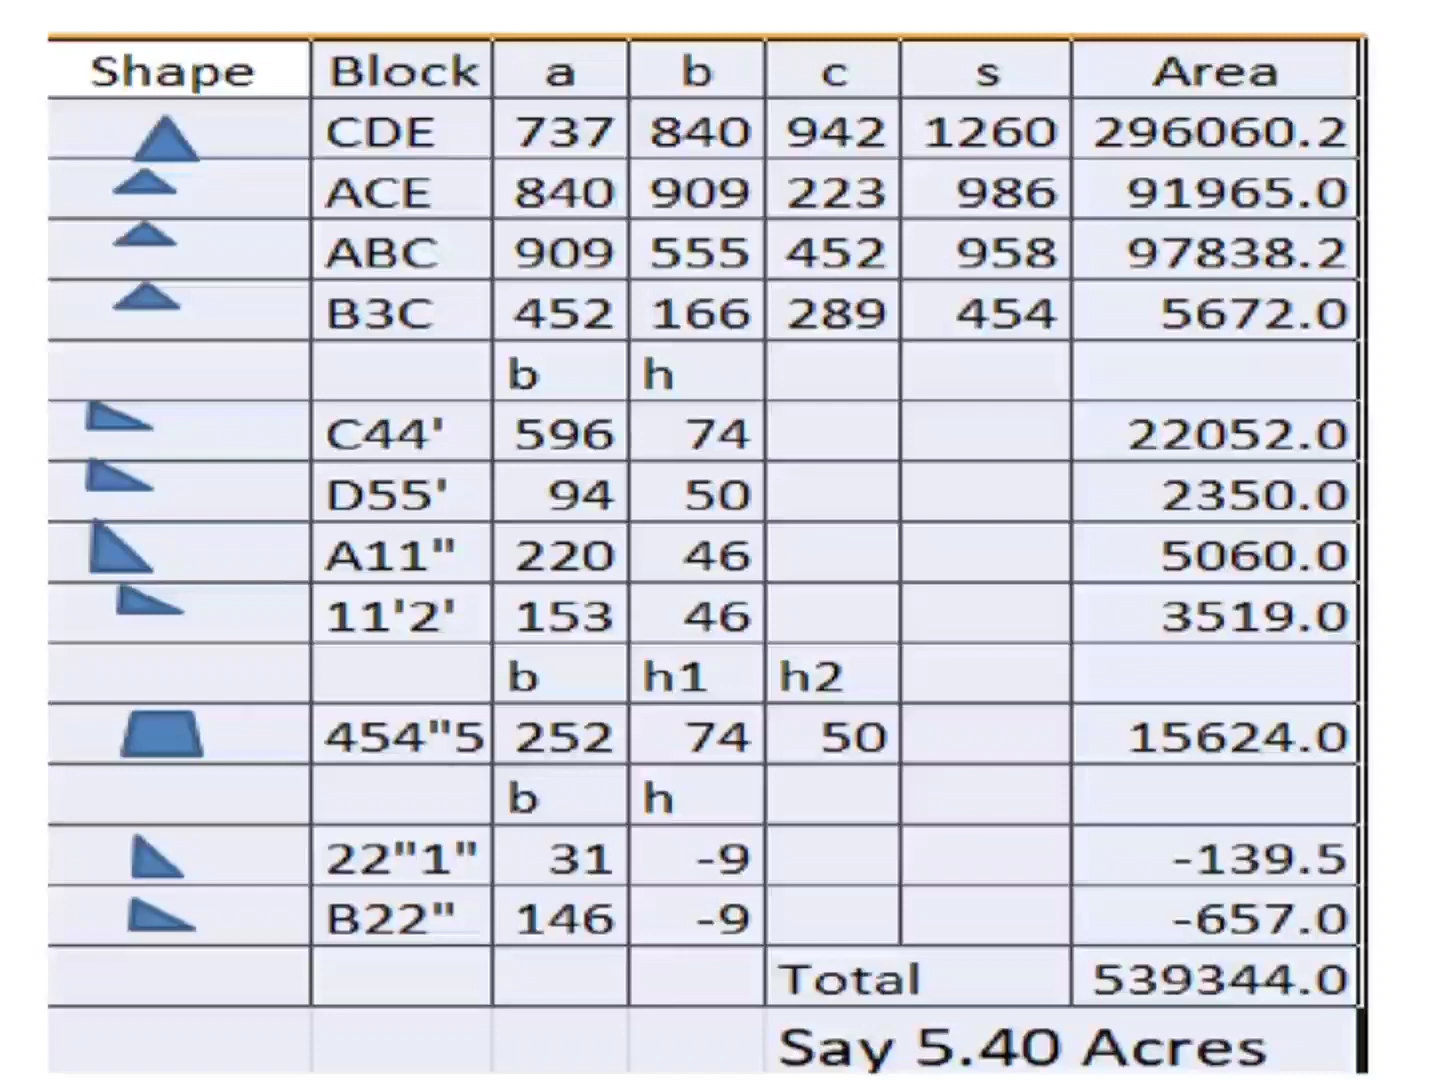 Shape Block a b c s Area
CDE 737 840 942 1260 296060.2
ACE 840 909 223 986 91965.0
ABC 909 555 452 958 97838.2
B3C 452 166 289 454 5672.0
b h
C44' 596 74 22052.0
D55' 94 50 2350.0
A11" 220 46 5060.0
11'2' 153 46 3519.0
b h1 h2
454"5 252 74 50 15624.0
b h
22"1" 31 -9 -139.5
B22" 146 -9 -657.0
Total 539344.0
Say 5.40 Acres